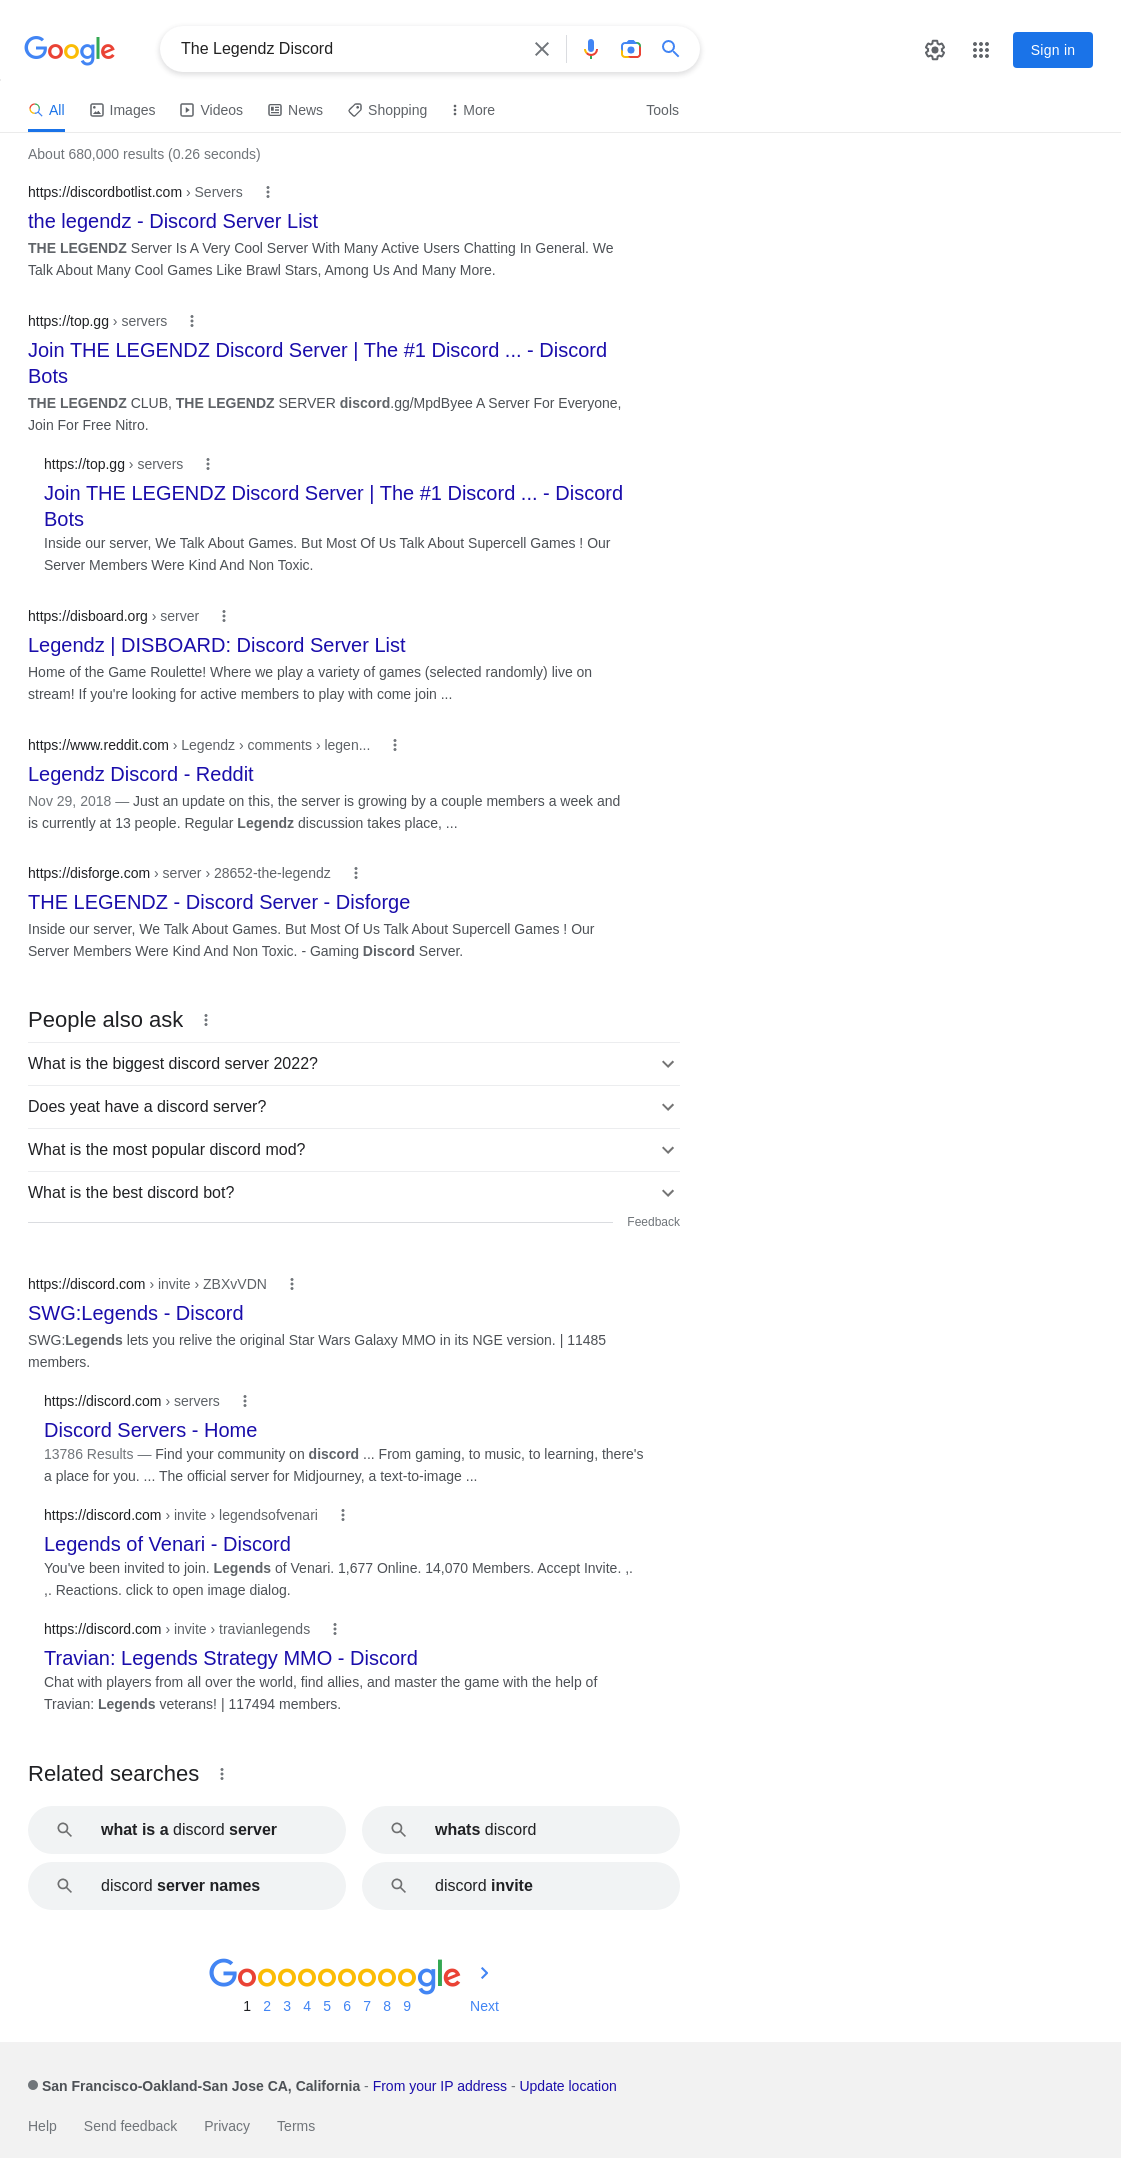 Google
The Legendz Discord
Sign in
All Images Videos News Shopping More Tools
About 680,000 results (0.26 seconds)
https://discordbotlist.com › Servers
the legendz - Discord Server List
THE LEGENDZ Server Is A Very Cool Server With Many Active Users Chatting In General. We
Talk About Many Cool Games Like Brawl Stars, Among Us And Many More.
https://top.gg › servers
Join THE LEGENDZ Discord Server | The #1 Discord ... - Discord
Bots
THE LEGENDZ CLUB, THE LEGENDZ SERVER discord.gg/MpdByee A Server For Everyone,
Join For Free Nitro.
https://top.gg › servers
Join THE LEGENDZ Discord Server | The #1 Discord ... - Discord
Bots
Inside our server, We Talk About Games. But Most Of Us Talk About Supercell Games ! Our
Server Members Were Kind And Non Toxic.
https://disboard.org › server
Legendz | DISBOARD: Discord Server List
Home of the Game Roulette! Where we play a variety of games (selected randomly) live on
stream! If you're looking for active members to play with come join ...
https://www.reddit.com › Legendz › comments › legen...
Legendz Discord - Reddit
Nov 29, 2018 — Just an update on this, the server is growing by a couple members a week and
is currently at 13 people. Regular Legendz discussion takes place, ...
https://disforge.com › server › 28652-the-legendz
THE LEGENDZ - Discord Server - Disforge
Inside our server, We Talk About Games. But Most Of Us Talk About Supercell Games ! Our
Server Members Were Kind And Non Toxic. - Gaming Discord Server.
People also ask
What is the biggest discord server 2022?
Does yeat have a discord server?
What is the most popular discord mod?
What is the best discord bot?
Feedback
https://discord.com › invite › ZBXvVDN
SWG:Legends - Discord
SWG:Legends lets you relive the original Star Wars Galaxy MMO in its NGE version. | 11485
members.
https://discord.com › servers
Discord Servers - Home
13786 Results — Find your community on discord ... From gaming, to music, to learning, there's
a place for you. ... The official server for Midjourney, a text-to-image ...
https://discord.com › invite › legendsofvenari
Legends of Venari - Discord
You've been invited to join. Legends of Venari. 1,677 Online. 14,070 Members. Accept Invite. ,.
,. Reactions. click to open image dialog.
https://discord.com › invite › travianlegends
Travian: Legends Strategy MMO - Discord
Chat with players from all over the world, find allies, and master the game with the help of
Travian: Legends veterans! | 117494 members.
Related searches
what is a discord server
whats discord
discord server names
discord invite
Goooooooooogle
1 2 3 4 5 6 7 8 9 Next
San Francisco-Oakland-San Jose CA, California - From your IP address - Update location
Help Send feedback Privacy Terms